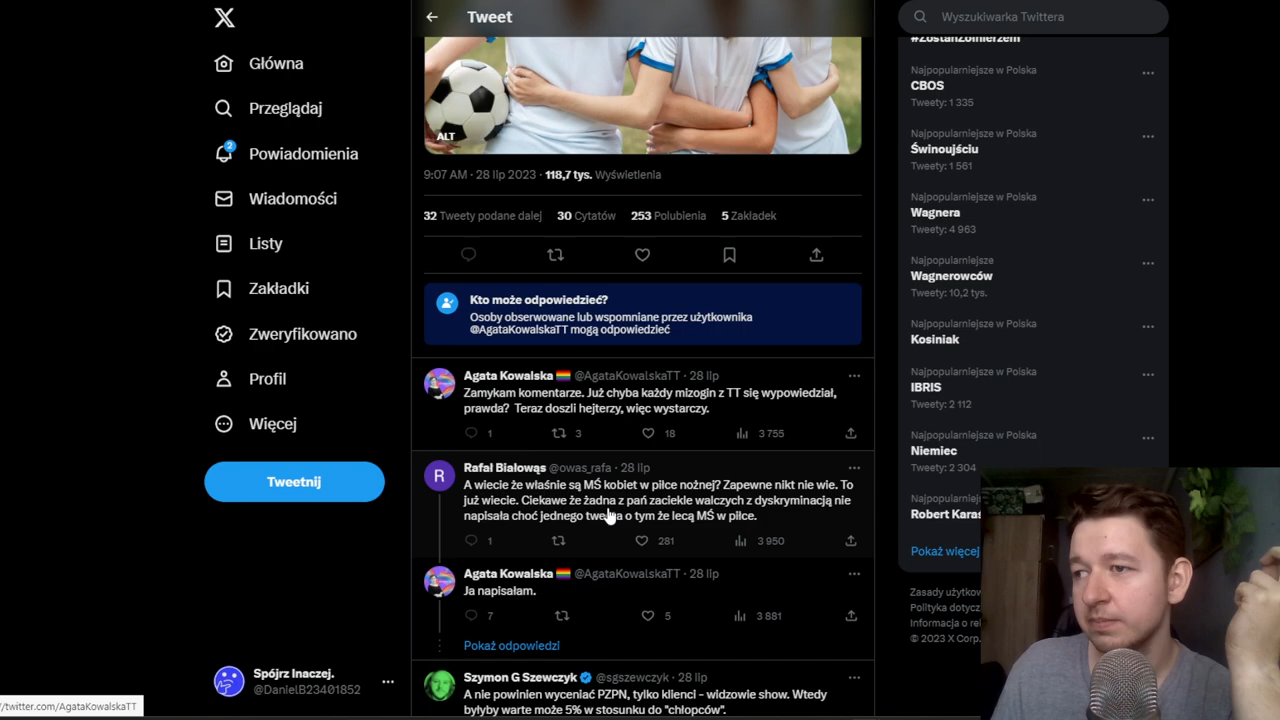 Główna
Przeglądaj
2
Powiadomienia
Wiadomości
Listy
Zakładki
Zweryfikowano
Profil
Więcej
Tweetnij
Spójrz Inaczej.
@DanielB23401852
/twitter.com/AgataKowalskaTT
Tweet
ALT
9:07 AM · 28 lip 2023 · 118,7 tys. Wyświetlenia
32 Tweety podane dalej 30 Cytatów 253 Polubienia 5 Zakładek
Kto może odpowiedzieć?
Osoby obserwowane lub wspomniane przez użytkownika
@AgataKowalskaTT mogą odpowiedzieć
Agata Kowalska @AgataKowalskaTT · 28 lip
Zamykam komentarze. Już chyba każdy mizogin z TT się wypowiedział,
prawda? Teraz doszli hejterzy, więc wystarczy.
1 3 18 3 755
R
Rafał Białowąs @owas_rafa · 28 lip
A wiecie że właśnie są MŚ kobiet w piłce nożnej? Zapewne nikt nie wie. To
już wiecie. Ciekawe że żadna z pań zaciekle walczych z dyskryminacją nie
napisała choć jednego tweeta o tym że lecą MŚ w piłce.
1 281 3 950
Agata Kowalska @AgataKowalskaTT · 28 lip
Ja napisałam.
7 5 3 881
Pokaż odpowiedzi
Szymon G Szewczyk @sgszewczyk · 28 lip
A nie powinien wyceniać PZPN, tylko klienci - widzowie show. Wtedy
byłyby warte może 5% w stosunku do "chłopców".
Wyszukiwarka Twittera
#ZostańŻołnierzem
Najpopularniejsze w Polska
CBOS
Tweety: 1 335
Najpopularniejsze w Polska
Świnoujściu
Tweety: 1 561
Najpopularniejsze w Polska
Wagnera
Tweety: 4 963
Najpopularniejsze
Wagnerowców
Tweety: 10,2 tys.
Najpopularniejsze w Polska
Kosiniak
Najpopularniejsze w Polska
IBRIS
Tweety: 2 112
Najpopularniejsze w Polska
Niemiec
Tweety: 2 304
Robert
Pokaż więcej
© 2023 X Corp.